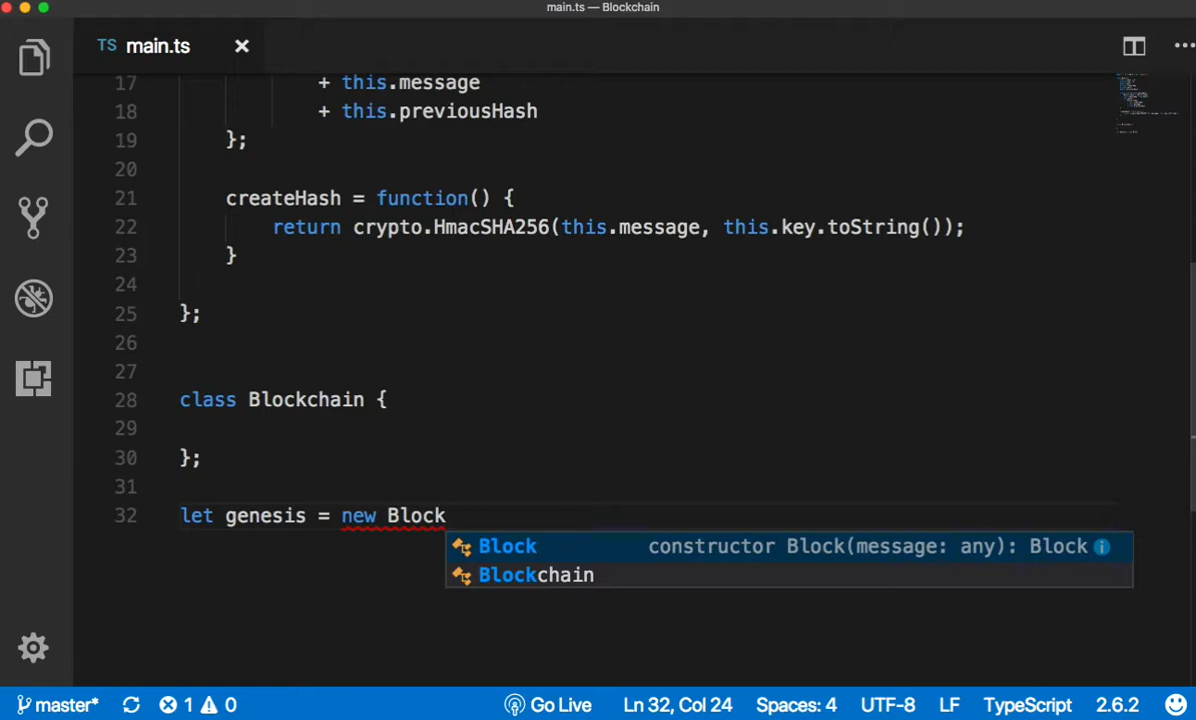 main.ts — Blockchain
TS main.ts
17 + this.message
18 + this.previousHash
19 };
20
21 createHash = function() {
22 return crypto.HmacSHA256(this.message, this.key.toString());
23 }
24
25 };
26
27
28 class Blockchain {
29
30 };
31
32 let genesis = new Block
Block constructor Block(message: any): Block
Blockchain
master* 1 0 Go Live Ln 32, Col 24 Spaces: 4 UTF-8 LF TypeScript 2.6.2